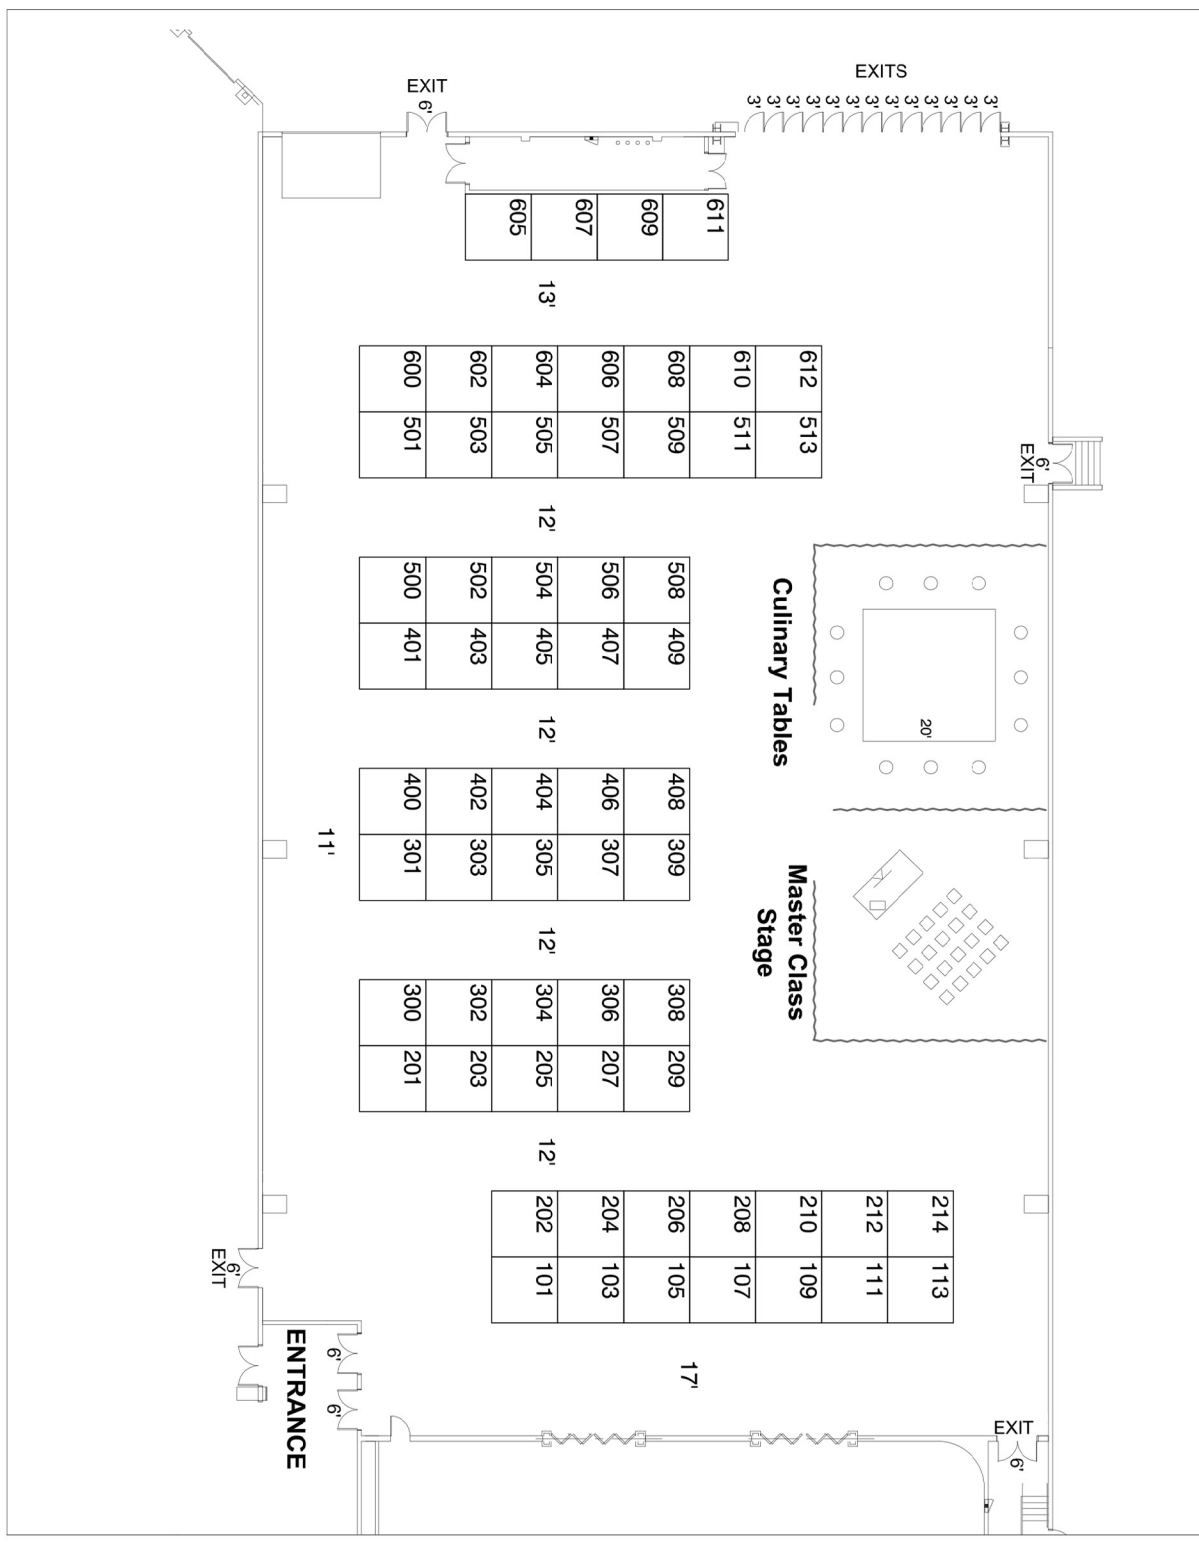 EXITS
EXIT
6'
3' 3' 3' 3' 3' 3' 3' 3' 3' 3' 3' 3' 3'
605 607 609 611
13'
600 602 604 606 608 610 612
501 503 505 507 509 511 513
6'
EXIT
12'
500 502 504 506 508
401 403 405 407 409
Culinary Tables
20'
12'
400 402 404 406 408
301 303 305 307 309
11'
Master Class
Stage
12'
300 302 304 306 308
201 203 205 207 209
12'
202 204 206 208 210 212 214
101 103 105 107 109 111 113
6'
EXIT
ENTRANCE
6'
6'
17'
EXIT
6'